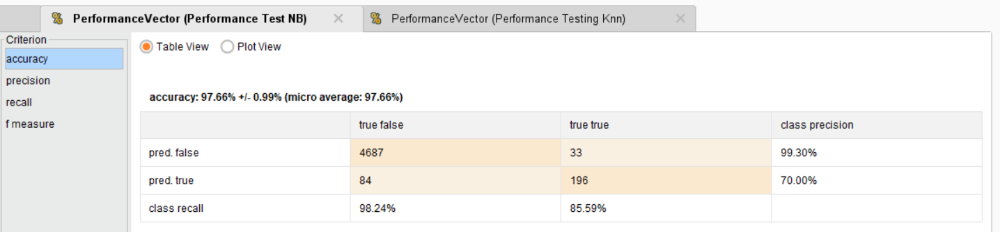 PerformanceVector (Performance Test NB) PerformanceVector (Performance Testing Knn)
Criterion
accuracy
precision
recall
f measure
Table View Plot View
accuracy: 97.66% +/- 0.99% (micro average: 97.66%)
true false true true class precision
pred. false 4687 33 99.30%
pred. true 84 196 70.00%
class recall 98.24% 85.59%